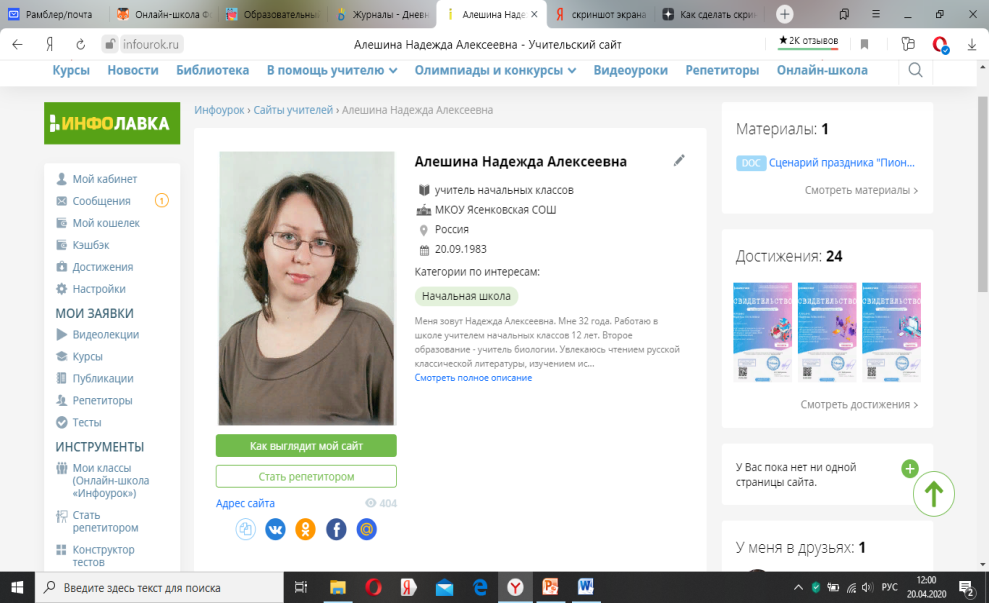 Рамблер/почта
Онлайн-школа Фо
Образовательны
Журналы - Дневн
Алешина Наде
скриншот экрана
Как сделать скрин
infourok.ru
Алешина Надежда Алексеевна - Учительский сайт
★2K отзывов
Курсы Новости Библиотека В помощь учителю Олимпиады и конкурсы Видеоуроки Репетиторы Онлайн-школа
ИНФОЛАВКА
Мой кабинет
Сообщения 1
Мой кошелек
Кэшбэк
Достижения
Настройки
МОИ ЗАЯВКИ
Видеолекции
Курсы
Публикации
Репетиторы
Тесты
ИНСТРУМЕНТЫ
Мои классы
(Онлайн-школа
«Инфоурок»)
Стать
репетитором
Конструктор
тестов
Инфоурок › Сайты учителей › Алешина Надежда Алексеевна
Алешина Надежда Алексеевна
учитель начальных классов
МКОУ Ясенковская СОШ
Россия
20.09.1983
Категории по интересам:
Начальная школа
Меня зовут Надежда Алексеевна. Мне 32 года. Работаю в
школе учителем начальных классов 12 лет. Второе
образование - учитель биологии. Увлекаюсь чтением русской
классической литературы, изучением ис...
Смотреть полное описание
Как выглядит мой сайт
Стать репетитором
Адрес сайта 404
Материалы: 1
DOC Сценарий праздника "Пион...
Смотреть материалы ›
Достижения: 24
СВИДЕТЕЛЬСТВО СВИДЕТЕЛЬСТВО СВИДЕТЕЛЬСТВО
Смотреть достижения ›
У Вас пока нет ни одной
страницы сайта.
У меня в друзьях: 1
Введите здесь текст для поиска
РУС
12:00
20.04.2020
2